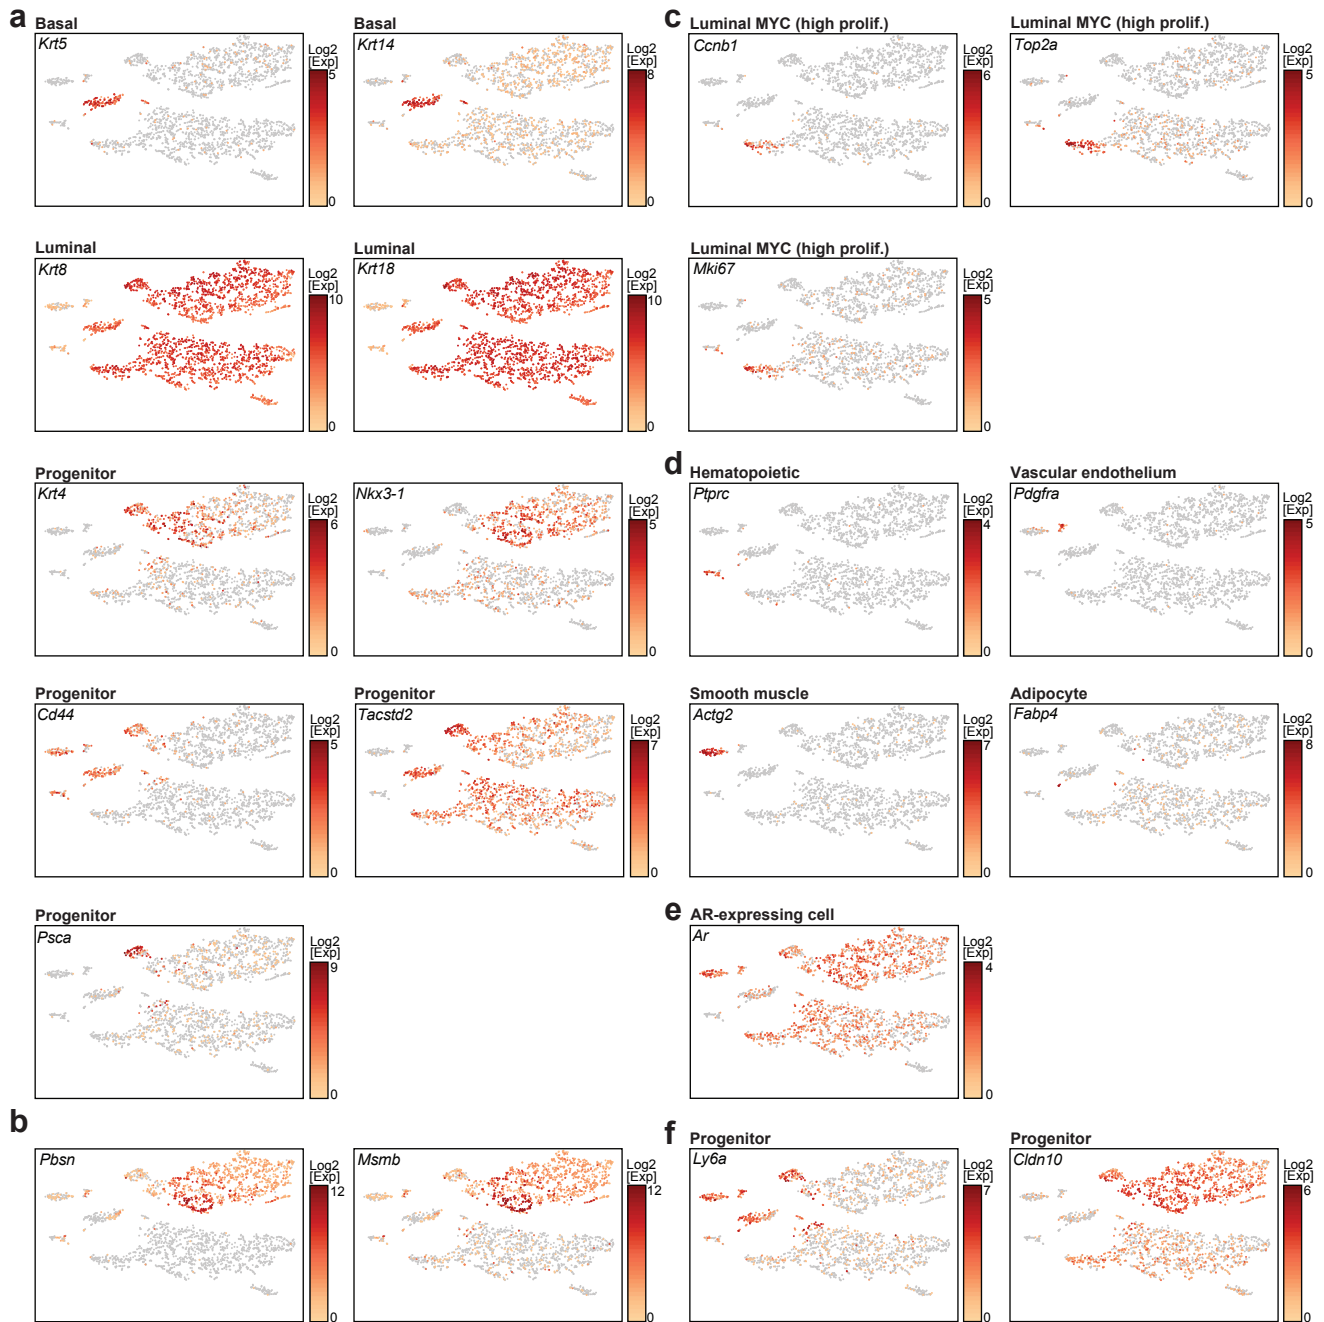 a
Basal
Krt5
Log2
[Exp]
5
0
Basal
Krt14
Log2
[Exp]
8
0
Luminal
Krt8
Log2
[Exp]
10
0
Luminal
Krt18
Log2
[Exp]
10
0
Progenitor
Krt4
Log2
[Exp]
6
0
Nkx3-1
Log2
[Exp]
5
0
Progenitor
Cd44
Log2
[Exp]
5
0
Progenitor
Tacstd2
Log2
[Exp]
7
0
Progenitor
Psca
Log2
[Exp]
9
0
b
Pbsn
Log2
[Exp]
12
0
Msmb
Log2
[Exp]
12
0
c
Luminal MYC (high prolif.)
Ccnb1
Log2
[Exp]
6
0
Luminal MYC (high prolif.)
Top2a
Log2
[Exp]
5
0
Luminal MYC (high prolif.)
Mki67
Log2
[Exp]
5
0
d
Hematopoietic
Ptprc
Log2
[Exp]
4
0
Vascular endothelium
Pdgfra
Log2
[Exp]
5
0
Smooth muscle
Actg2
Log2
[Exp]
7
0
Adipocyte
Fabp4
Log2
[Exp]
8
0
e
AR-expressing cell
Ar
Log2
[Exp]
4
0
f
Progenitor
Ly6a
Log2
[Exp]
7
0
Progenitor
Cldn10
Log2
[Exp]
6
0